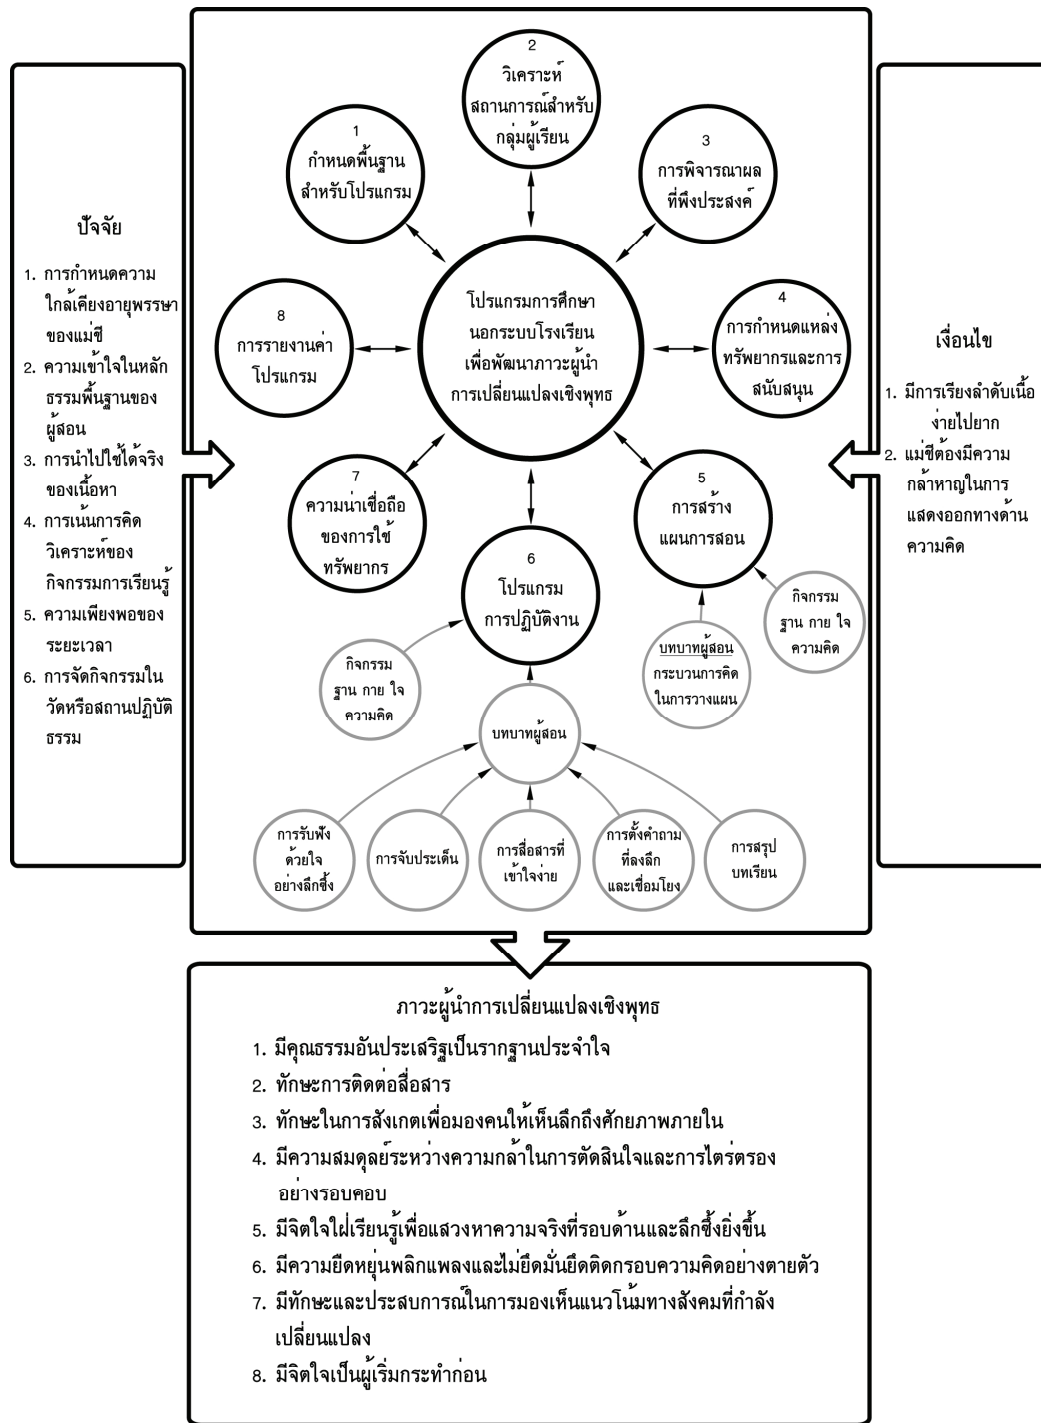 ปัจจัย
1. การกำหนดความ
ใกล้เคียงอายุพรรษา
ของแม่ชี
2. ความเข้าใจในหลัก
ธรรมพื้นฐานของ
ผู้สอน
3. การนำไปใช้ได้จริง
ของเนื้อหา
4. การเน้นการคิด
วิเคราะห์ของ
กิจกรรมการเรียนรู้
5. ความเพียงพอของ
ระยะเวลา
6. การจัดกิจกรรมใน
วัดหรือสถานปฏิบัติ
ธรรม
1
กำหนดพื้นฐาน
สำหรับโปรแกรม
2
วิเคราะห์
สถานการณ์สำหรับ
กลุ่มผู้เรียน
3
การพิจารณาผล
ที่พึงประสงค์
4
การกำหนดแหล่ง
ทรัพยากรและการ
สนับสนุน
5
การสร้าง
แผนการสอน
6
โปรแกรม
การปฏิบัติงาน
7
ความน่าเชื่อถือ
ของการใช้
ทรัพยากร
8
การรายงานค่า
โปรแกรม
โปรแกรมการศึกษา
นอกระบบโรงเรียน
เพื่อพัฒนาภาวะผู้นำ
การเปลี่ยนแปลงเชิงพุทธ
กิจกรรม
ฐาน กาย ใจ
ความคิด
บทบาทผู้สอน
กระบวนการคิด
ในการวางแผน
กิจกรรม
ฐาน กาย ใจ
ความคิด
บทบาทผู้สอน
การรับฟัง
ด้วยใจ
อย่างลึกซึ้ง
การจับประเด็น
การสื่อสารที่
เข้าใจง่าย
การตั้งคำถาม
ที่ลงลึก
และเชื่อมโยง
การสรุป
บทเรียน
เงื่อนไข
1. มีการเรียงลำดับเนื้อ
ง่ายไปยาก
2. แม่ชีต้องมีความ
กล้าหาญในการ
แสดงออกทางด้าน
ความคิด
ภาวะผู้นำการเปลี่ยนแปลงเชิงพุทธ
1. มีคุณธรรมอันประเสริฐเป็นรากฐานประจำใจ
2. ทักษะการติดต่อสื่อสาร
3. ทักษะในการสังเกตเพื่อมองคนให้เห็นลึกถึงศักยภาพภายใน
4. มีความสมดุลย์ระหว่างความกล้าในการตัดสินใจและการไตร่ตรอง
อย่างรอบคอบ
5. มีจิตใจใฝ่เรียนรู้เพื่อแสวงหาความจริงที่รอบด้านและลึกซึ้งยิ่งขึ้น
6. มีความยืดหยุ่นพลิกแพลงและไม่ยึดมั่นยึดติดกรอบความคิดอย่างตายตัว
7. มีทักษะและประสบการณ์ในการมองเห็นแนวโน้มทางสังคมที่กำลัง
เปลี่ยนแปลง
8. มีจิตใจเป็นผู้เริ่มกระทำก่อน